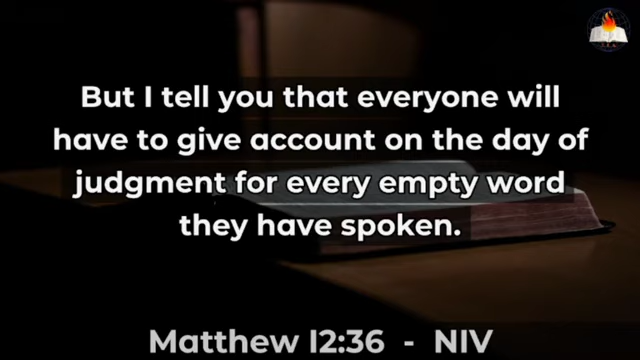 But I tell you that everyone will
have to give account on the day of
judgment for every empty word
they have spoken.
Matthew 12:36 - NIV